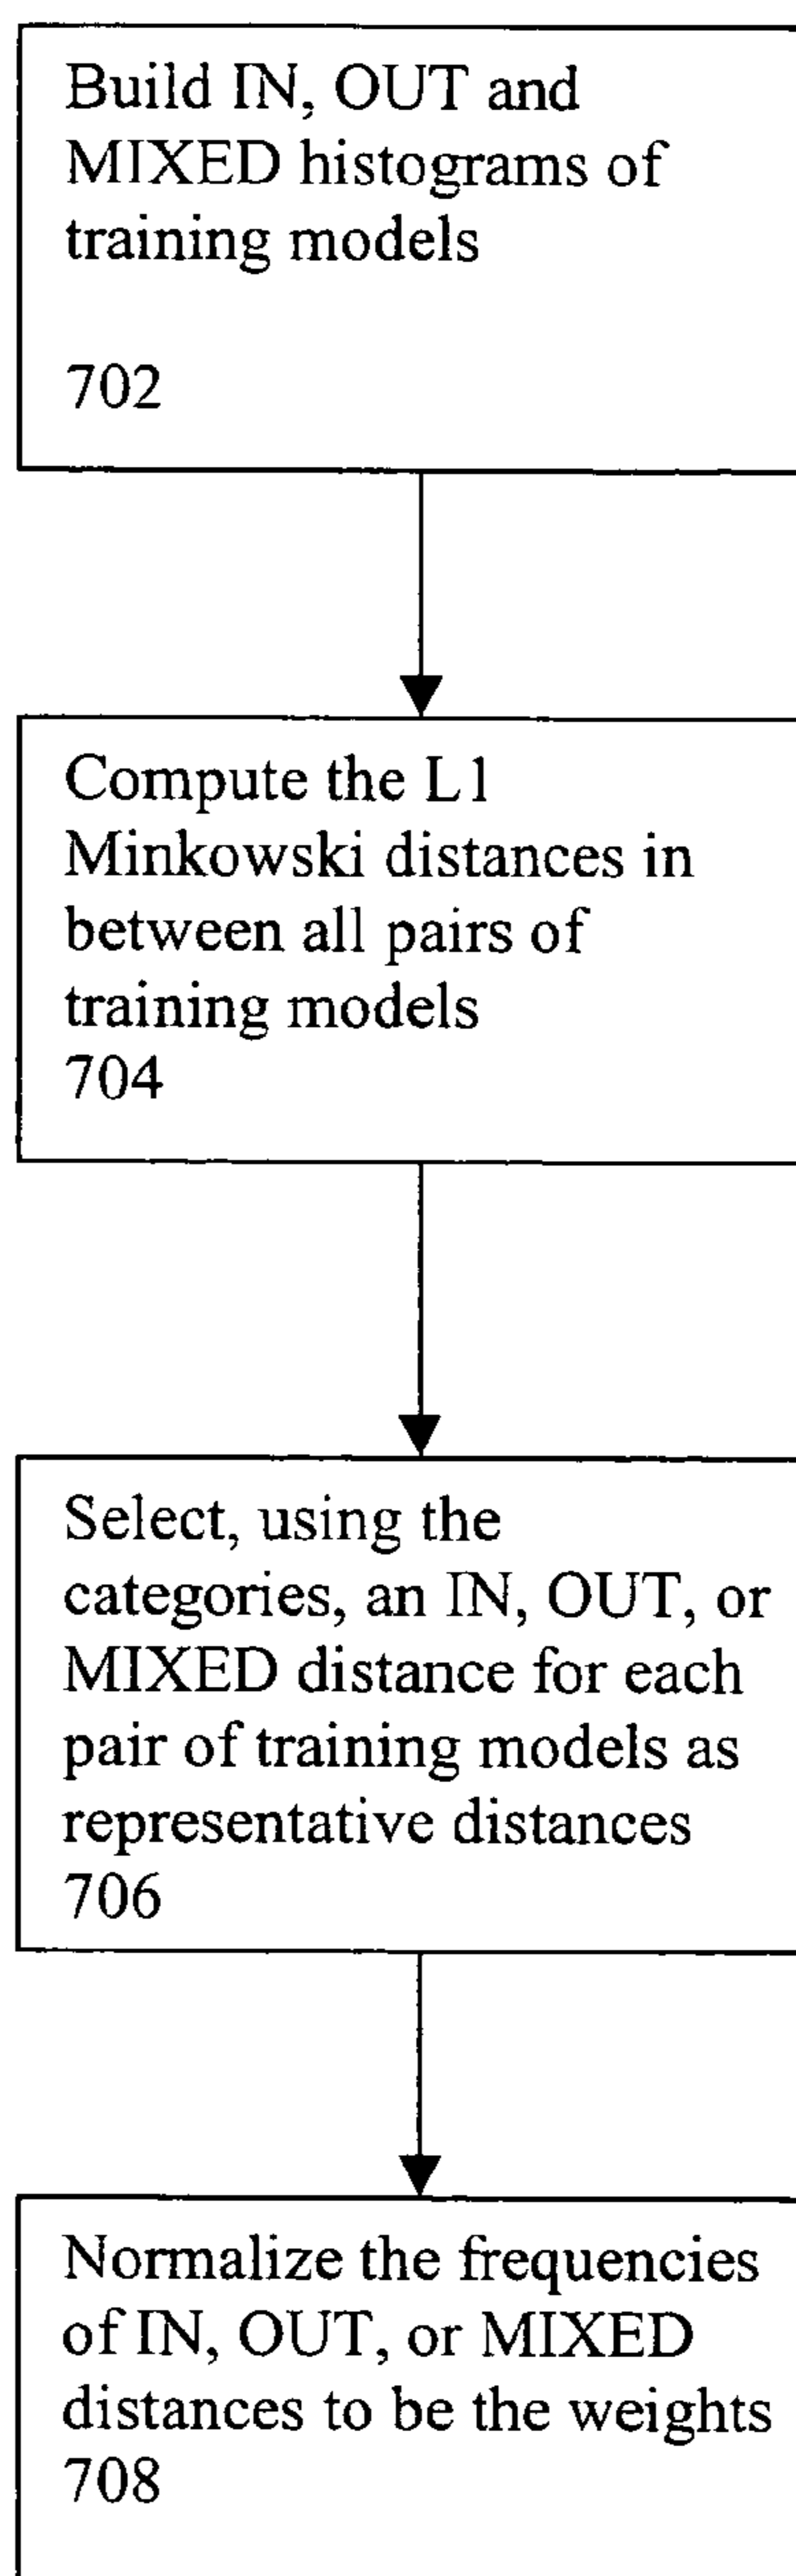 Build IN, OUT and
MIXED histograms of
training models
702
Compute the L1
Minkowski distances in
between all pairs of
training models
704
Select, using the
categories, an IN, OUT, or
MIXED distance for each
pair of training models as
representative distances
706
Normalize the frequencies
of IN, OUT, or MIXED
distances to be the weights
708